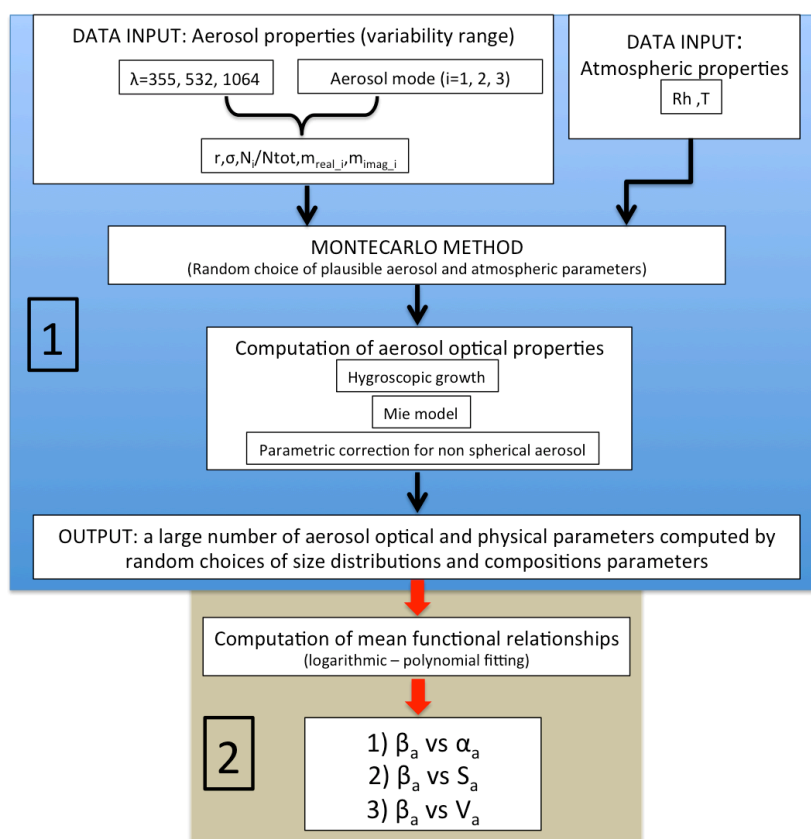 DATA INPUT: Aerosol properties (variability range)
λ=355, 532, 1064
Aerosol mode (i=1, 2, 3)
r,σ,Nᵢ/Ntot,m_real_i,m_imag_i
DATA INPUT:
Atmospheric properties
Rh ,T
MONTECARLO METHOD
(Random choice of plausible aerosol and atmospheric parameters)
1
Computation of aerosol optical properties
Hygroscopic growth
Mie model
Parametric correction for non spherical aerosol
OUTPUT: a large number of aerosol optical and physical parameters computed by
random choices of size distributions and compositions parameters
Computation of mean functional relationships
(logarithmic – polynomial fitting)
2
1) βₐ vs αₐ
2) βₐ vs Sₐ
3) βₐ vs Vₐ